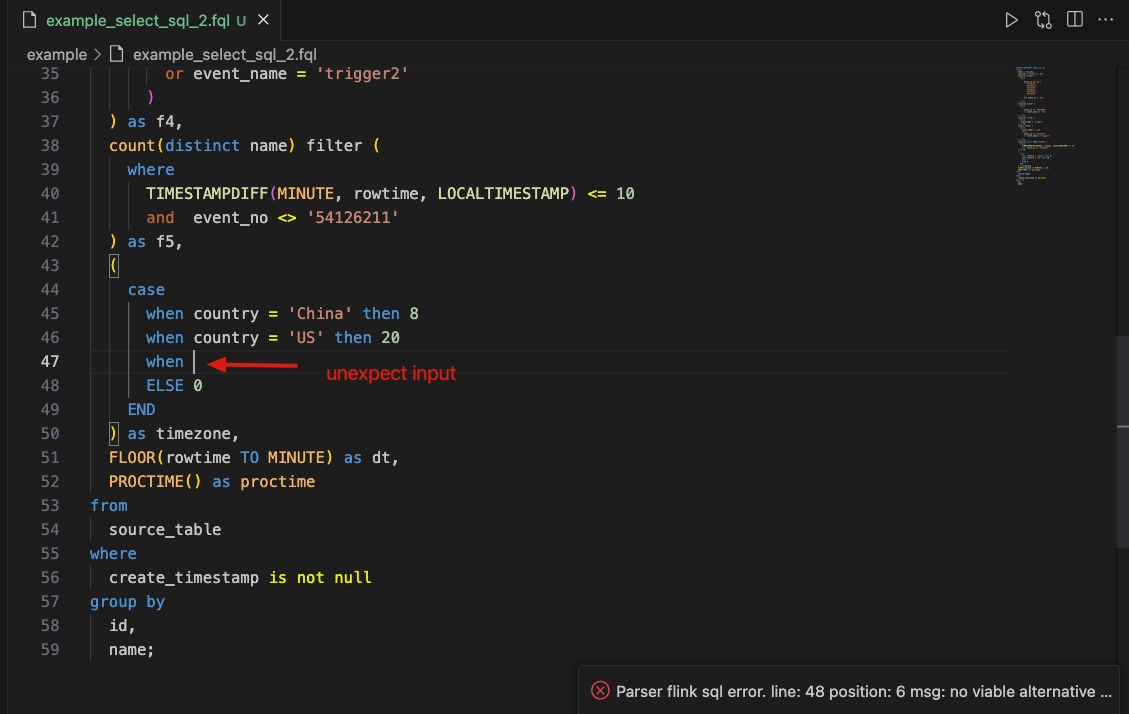 example_select_sql_2.fql U
example > example_select_sql_2.fql
35 or event_name = 'trigger2'
36 )
37 ) as f4,
38 count(distinct name) filter (
39 where
40 TIMESTAMPDIFF(MINUTE, rowtime, LOCALTIMESTAMP) <= 10
41 and  event_no <> '54126211'
42 ) as f5,
43 (
44 case
45 when country = 'China' then 8
46 when country = 'US' then 20
47 when
unexpect input
48 ELSE 0
49 END
50 ) as timezone,
51 FLOOR(rowtime TO MINUTE) as dt,
52 PROCTIME() as proctime
53 from
54 source_table
55 where
56 create_timestamp is not null
57 group by
58 id,
59 name;
Parser flink sql error. line: 48 position: 6 msg: no viable alternative ...